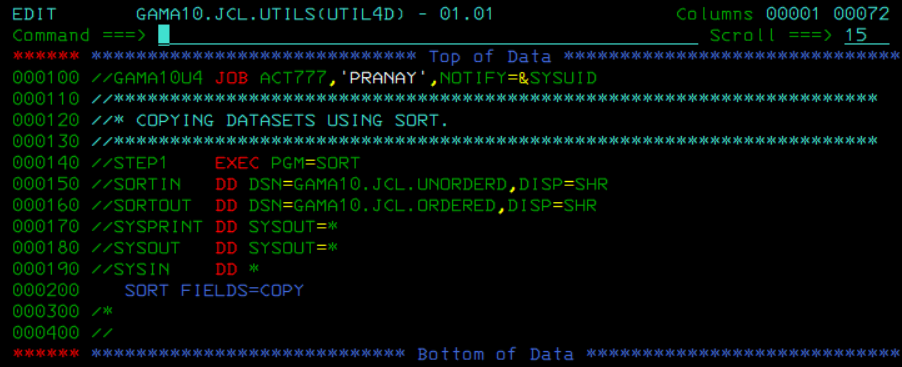 EDIT       GAMA10.JCL.UTILS(UTIL4D) - 01.01                    Columns 00001 00072
Command ===>                                                      Scroll ===> 15
****** ***************************** Top of Data ******************************
000100 //GAMA10U4 JOB ACT777,'PRANAY',NOTIFY=&SYSUID
000110 //*********************************************************************
000120 //* COPYING DATASETS USING SORT.
000130 //*********************************************************************
000140 //STEP1    EXEC PGM=SORT
000150 //SORTIN   DD DSN=GAMA10.JCL.UNORDERD,DISP=SHR
000160 //SORTOUT  DD DSN=GAMA10.JCL.ORDERED,DISP=SHR
000170 //SYSPRINT DD SYSOUT=*
000180 //SYSOUT   DD SYSOUT=*
000190 //SYSIN    DD *
000200    SORT FIELDS=COPY
000300 /*
000400 //
****** **************************** Bottom of Data ****************************